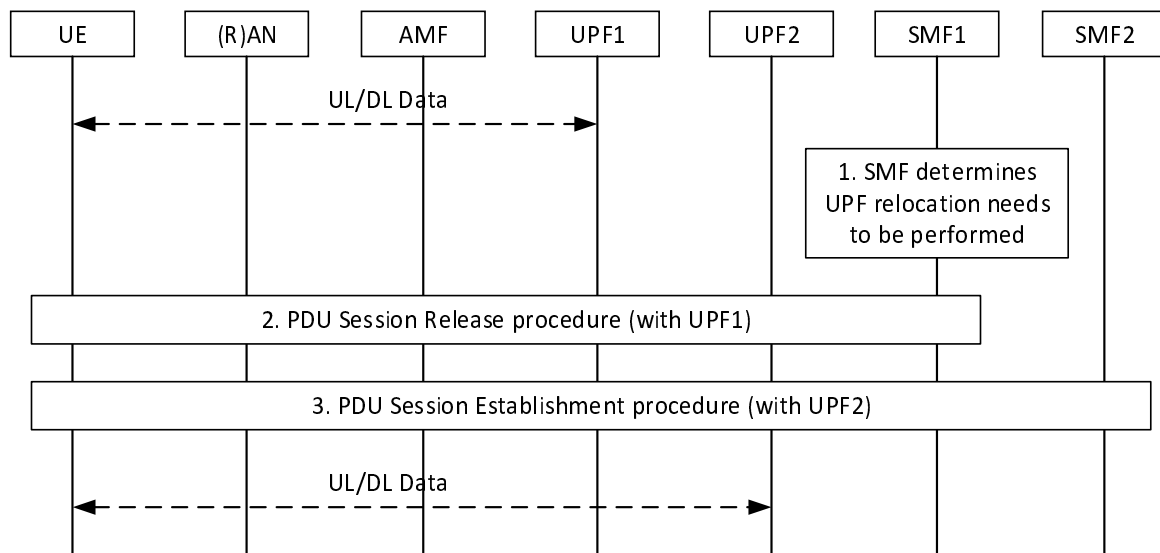 UE (R)AN AMF UPF1 UPF2 SMF1 SMF2
UL/DL Data
1. SMF determines
UPF relocation needs
to be performed
2. PDU Session Release procedure (with UPF1)
3. PDU Session Establishment procedure (with UPF2)
UL/DL Data